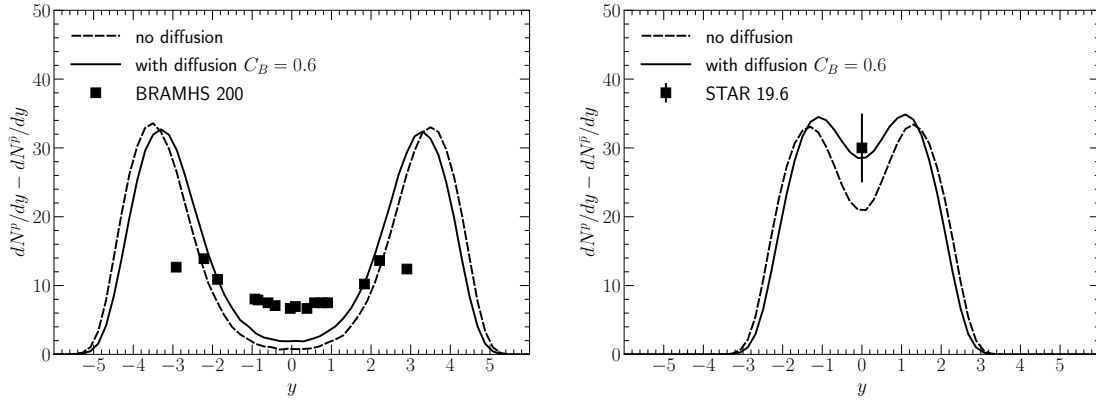 50
40
30
20
10
0
dN^p/dy − dN^p̄/dy
no diffusion
with diffusion C_B = 0.6
BRAMHS 200
−5 −4 −3 −2 −1 0 1 2 3 4 5
y
50
40
30
20
10
0
dN^p/dy − dN^p̄/dy
no diffusion
with diffusion C_B = 0.6
STAR 19.6
−5 −4 −3 −2 −1 0 1 2 3 4 5
y